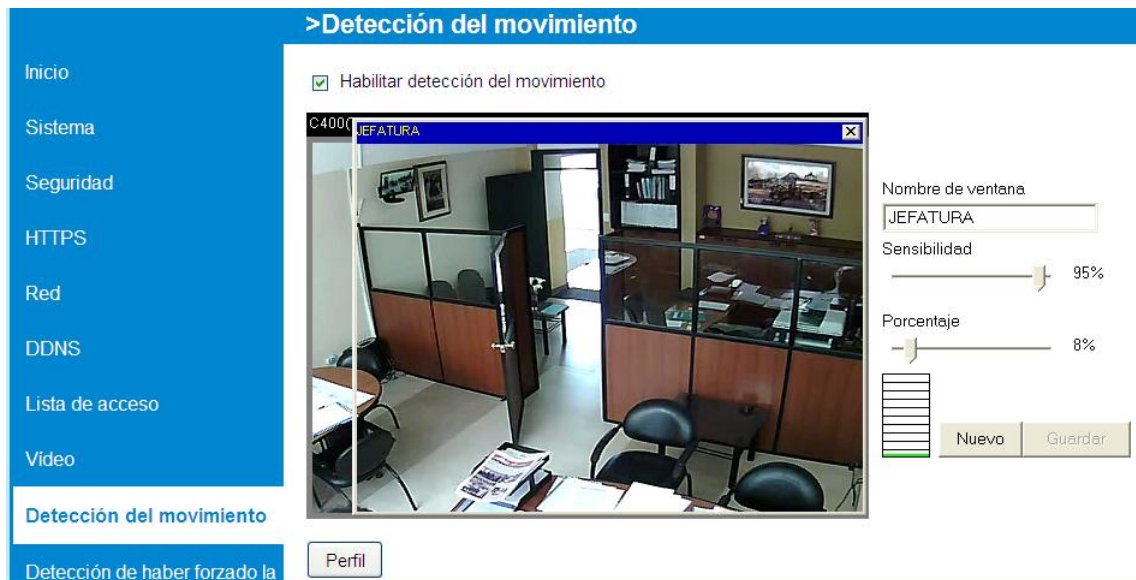 >Detección del movimiento
Inicio
Sistema
Seguridad
HTTPS
Red
DDNS
Lista de acceso
Vídeo
Detección del movimiento
Detección de haber forzado la
Habilitar detección del movimiento
C400(
JEFATURA
Nombre de ventana
JEFATURA
Sensibilidad
95%
Porcentaje
8%
Nuevo
Guardar
Perfil